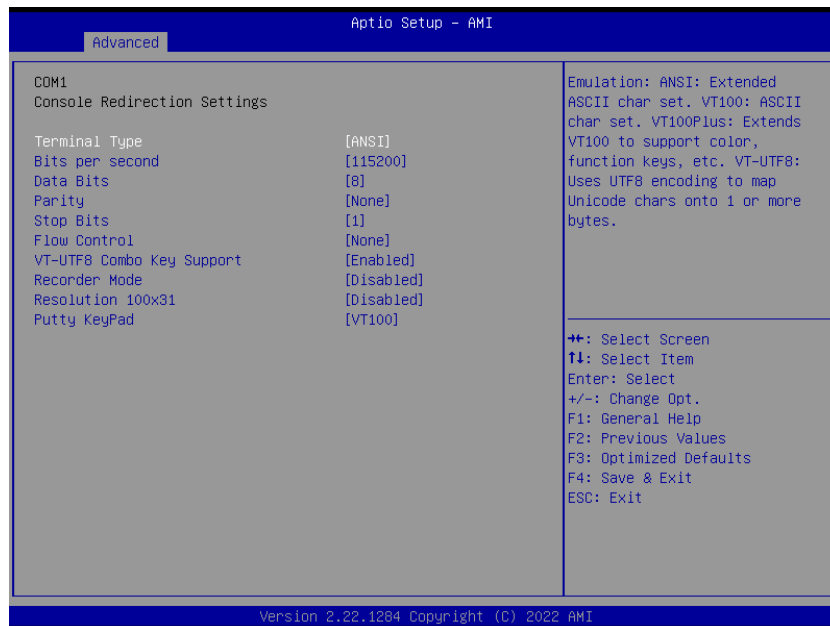 Aptio Setup – AMI
Advanced
COM1
Console Redirection Settings
Terminal Type [ANSI]
Bits per second [115200]
Data Bits [8]
Parity [None]
Stop Bits [1]
Flow Control [None]
VT-UTF8 Combo Key Support [Enabled]
Recorder Mode [Disabled]
Resolution 100x31 [Disabled]
Putty KeyPad [VT100]
Emulation: ANSI: Extended
ASCII char set. VT100: ASCII
char set. VT100Plus: Extends
VT100 to support color,
function keys, etc. VT-UTF8:
Uses UTF8 encoding to map
Unicode chars onto 1 or more
bytes.
→←: Select Screen
↑↓: Select Item
Enter: Select
+/-: Change Opt.
F1: General Help
F2: Previous Values
F3: Optimized Defaults
F4: Save & Exit
ESC: Exit
Version 2.22.1284 Copyright (C) 2022 AMI